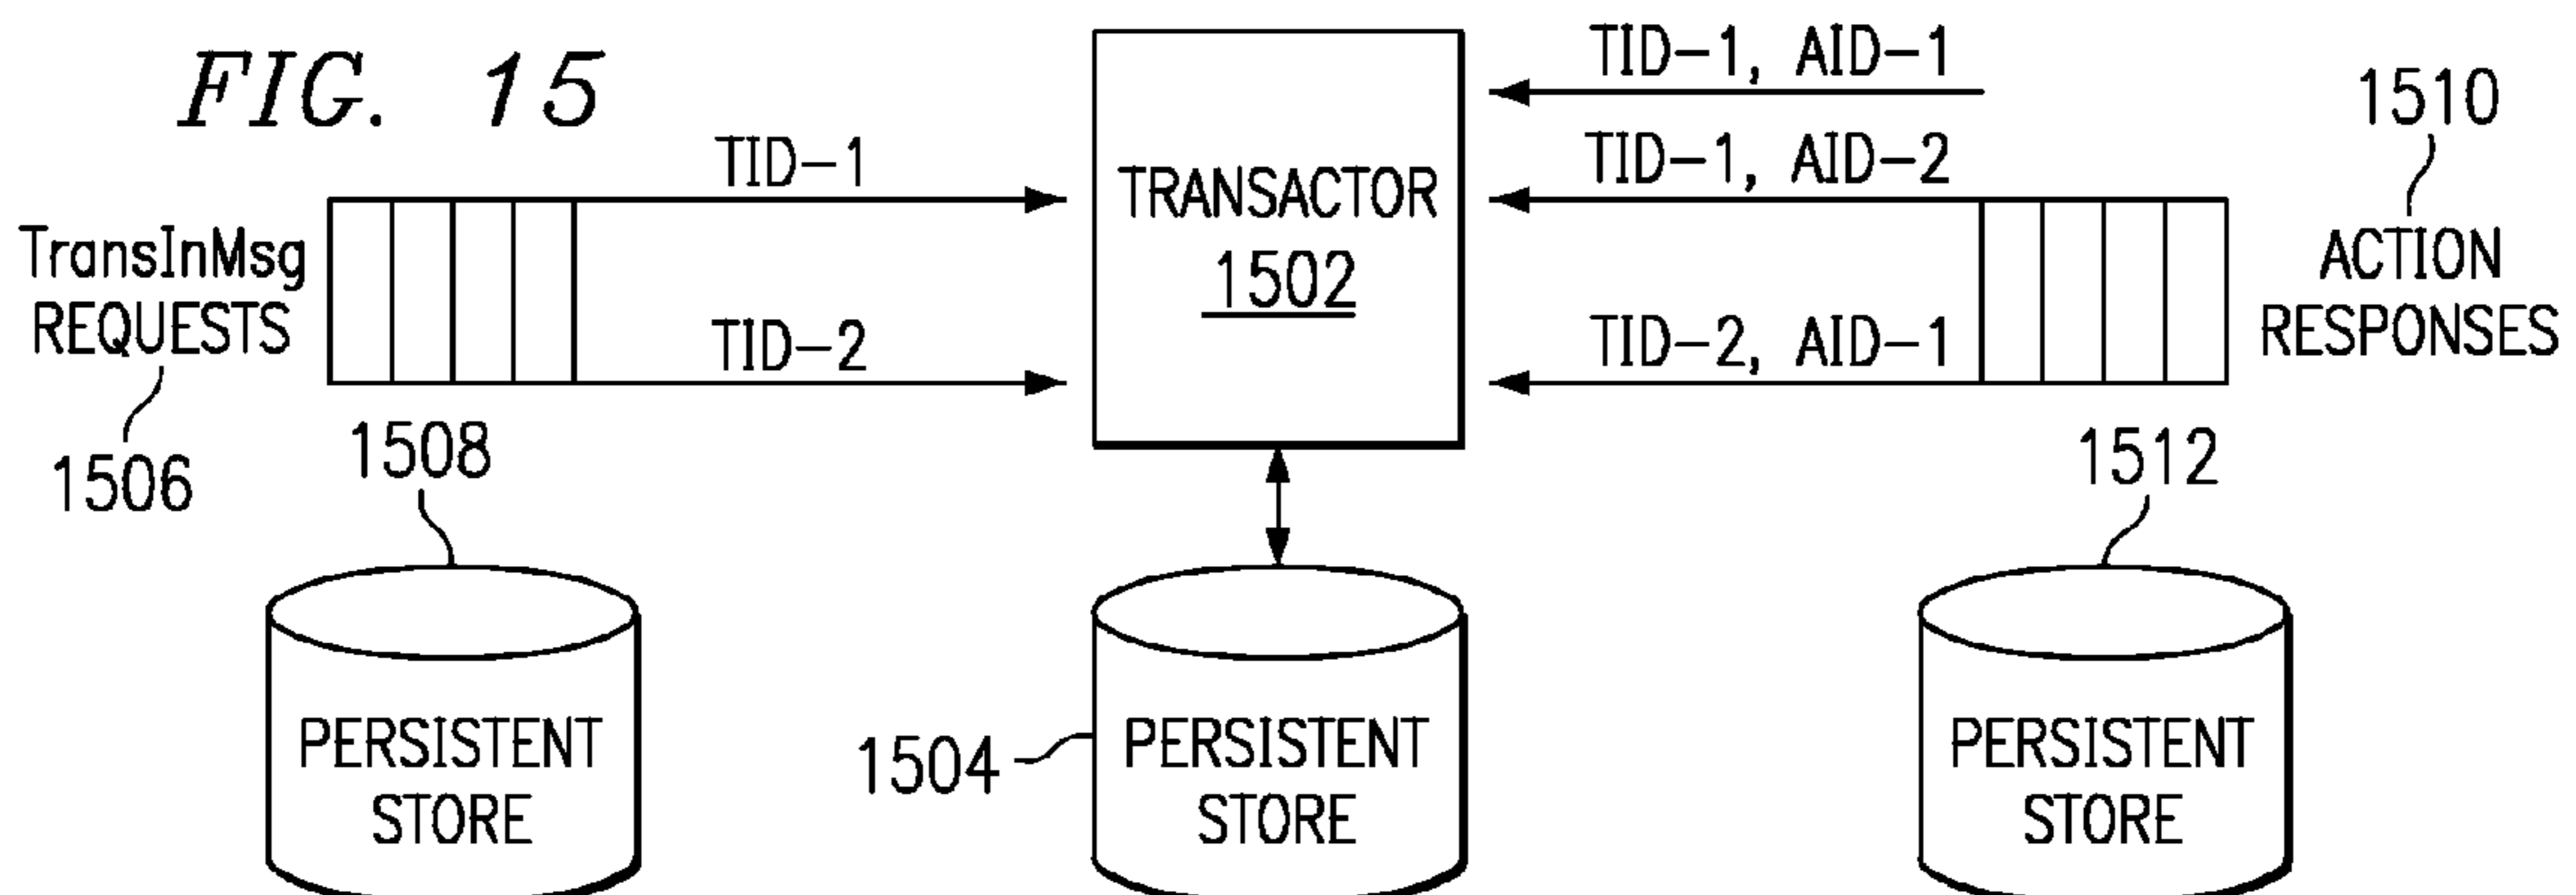 FIG. 15
TransInMsg
REQUESTS
1506
TID-1
TID-2
TRANSACTOR
1502
TID-1, AID-1
TID-1, AID-2
TID-2, AID-1
1510
ACTION
RESPONSES
1508
PERSISTENT
STORE
1504
PERSISTENT
STORE
1512
PERSISTENT
STORE